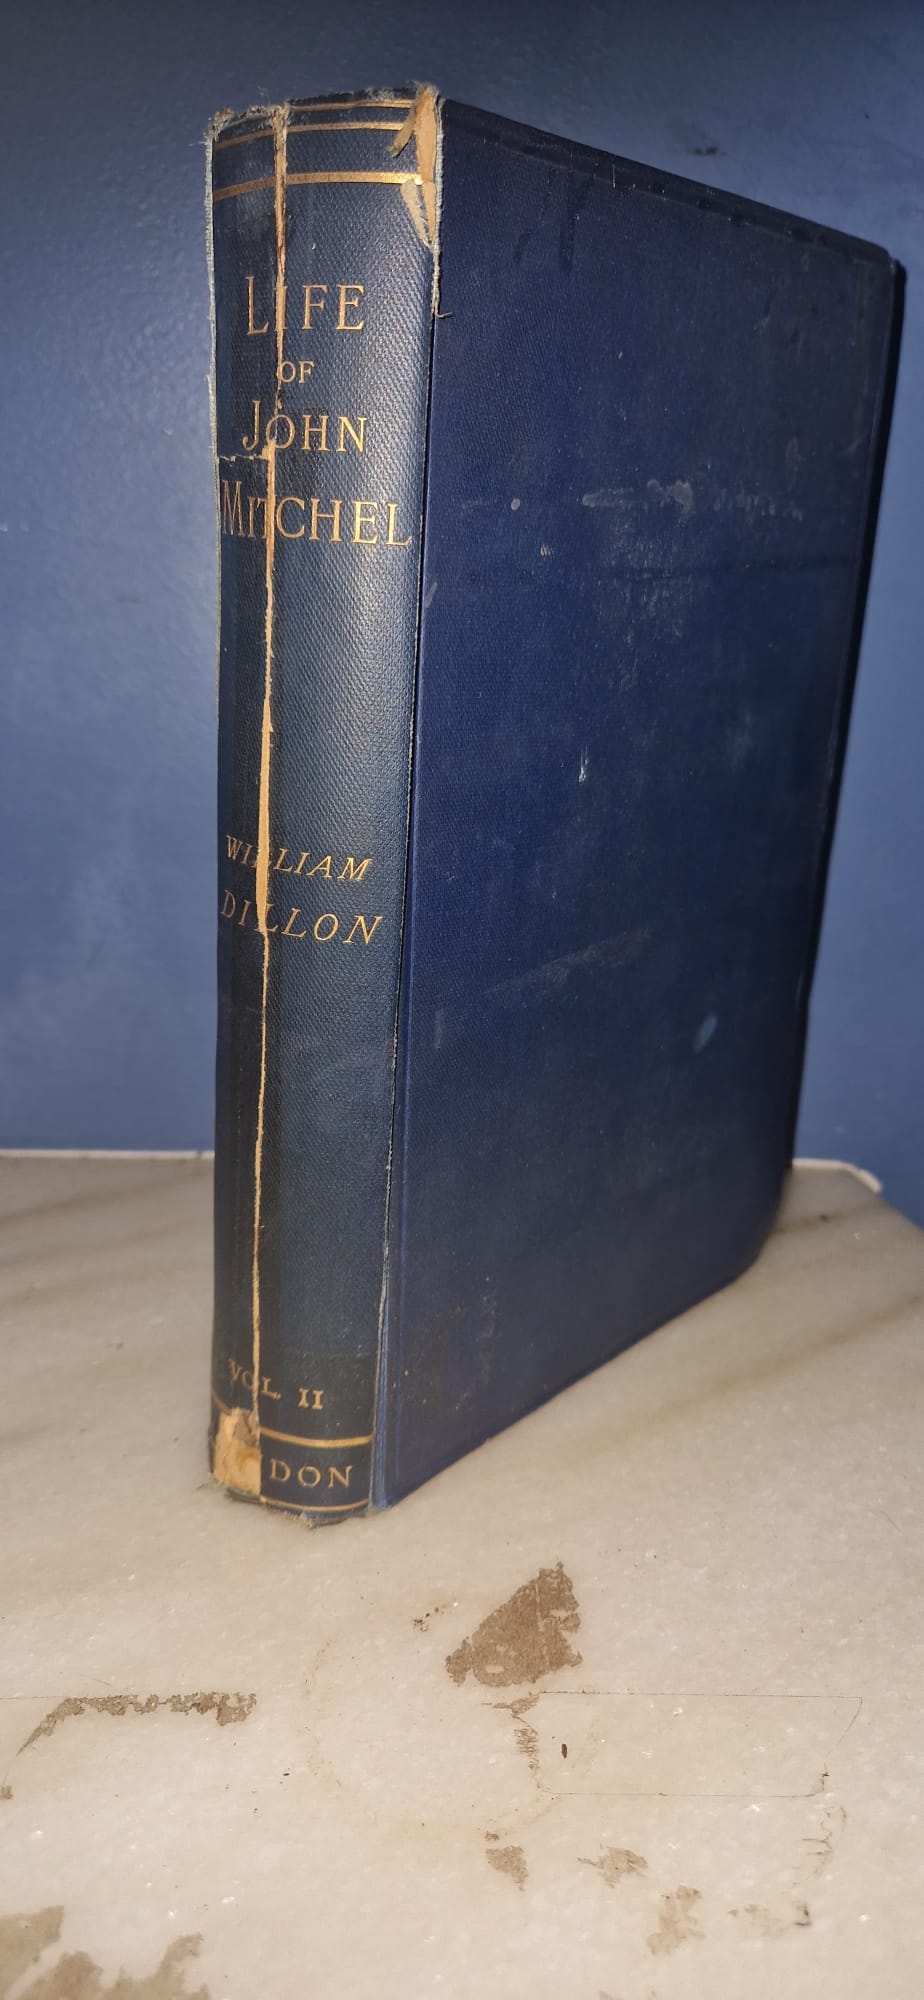 LIFE
OF
JOHN
MITCHEL
WILLIAM
DILLON
VOL. II
DON